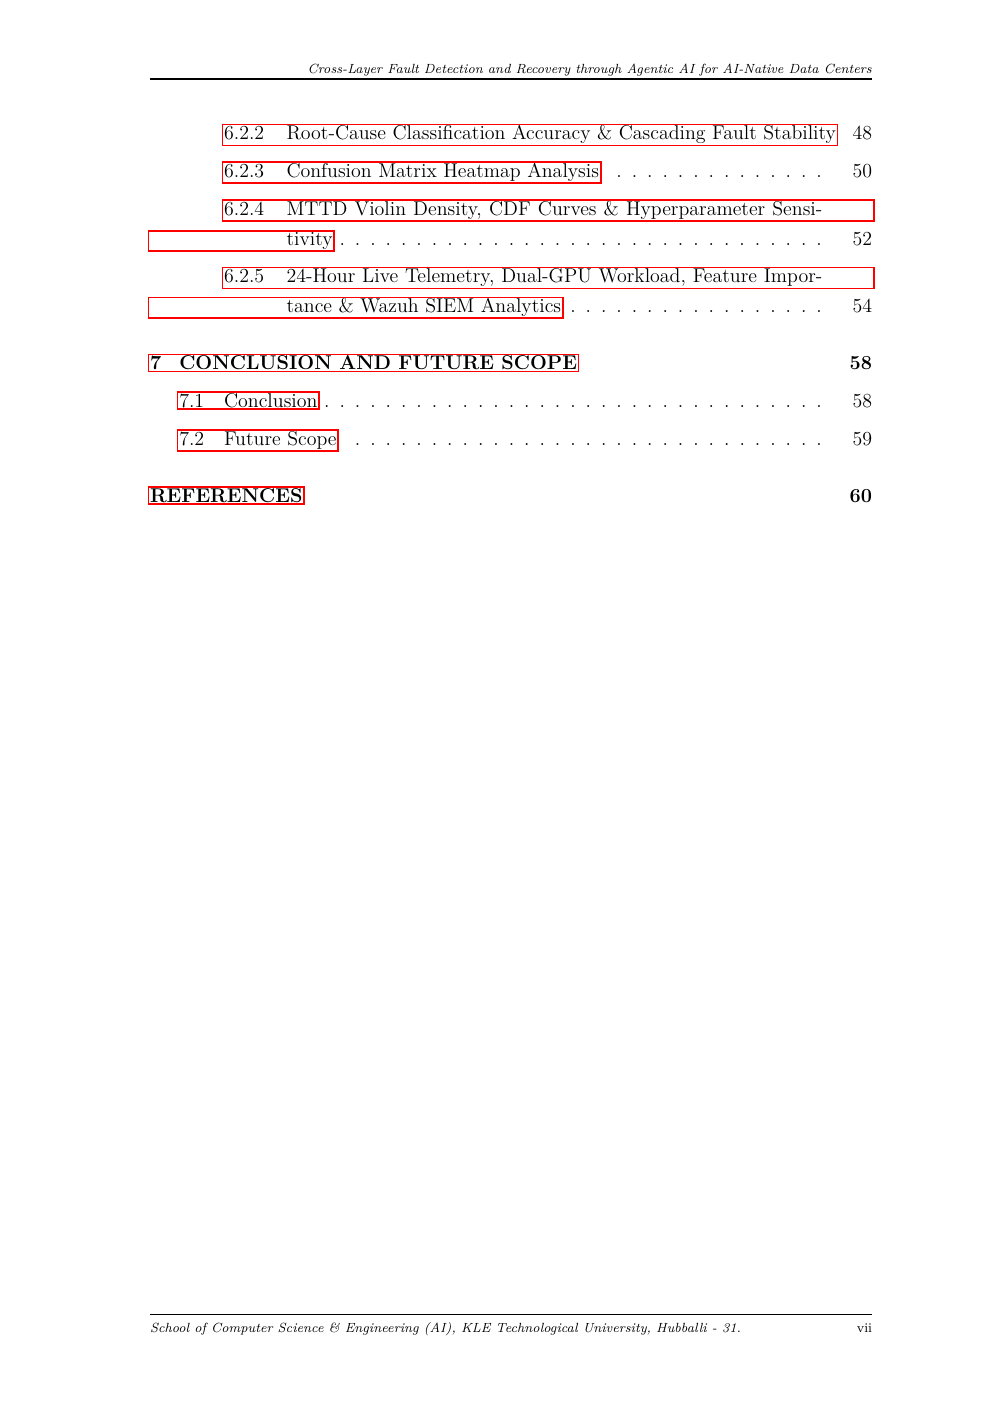 Cross-Layer Fault Detection and Recovery through Agentic AI for AI-Native Data Centers
6.2.2 Root-Cause Classification Accuracy & Cascading Fault Stability 48
6.2.3 Confusion Matrix Heatmap Analysis . . . . . . . . . . . . . . 50
6.2.4 MTTD Violin Density, CDF Curves & Hyperparameter Sensi-
tivity . . . . . . . . . . . . . . . . . . . . . . . . . . . . . . . . 52
6.2.5 24-Hour Live Telemetry, Dual-GPU Workload, Feature Impor-
tance & Wazuh SIEM Analytics . . . . . . . . . . . . . . . . . 54
7 CONCLUSION AND FUTURE SCOPE 58
7.1 Conclusion . . . . . . . . . . . . . . . . . . . . . . . . . . . . . . . . . 58
7.2 Future Scope . . . . . . . . . . . . . . . . . . . . . . . . . . . . . . . 59
REFERENCES 60
School of Computer Science & Engineering (AI), KLE Technological University, Hubballi - 31. vii